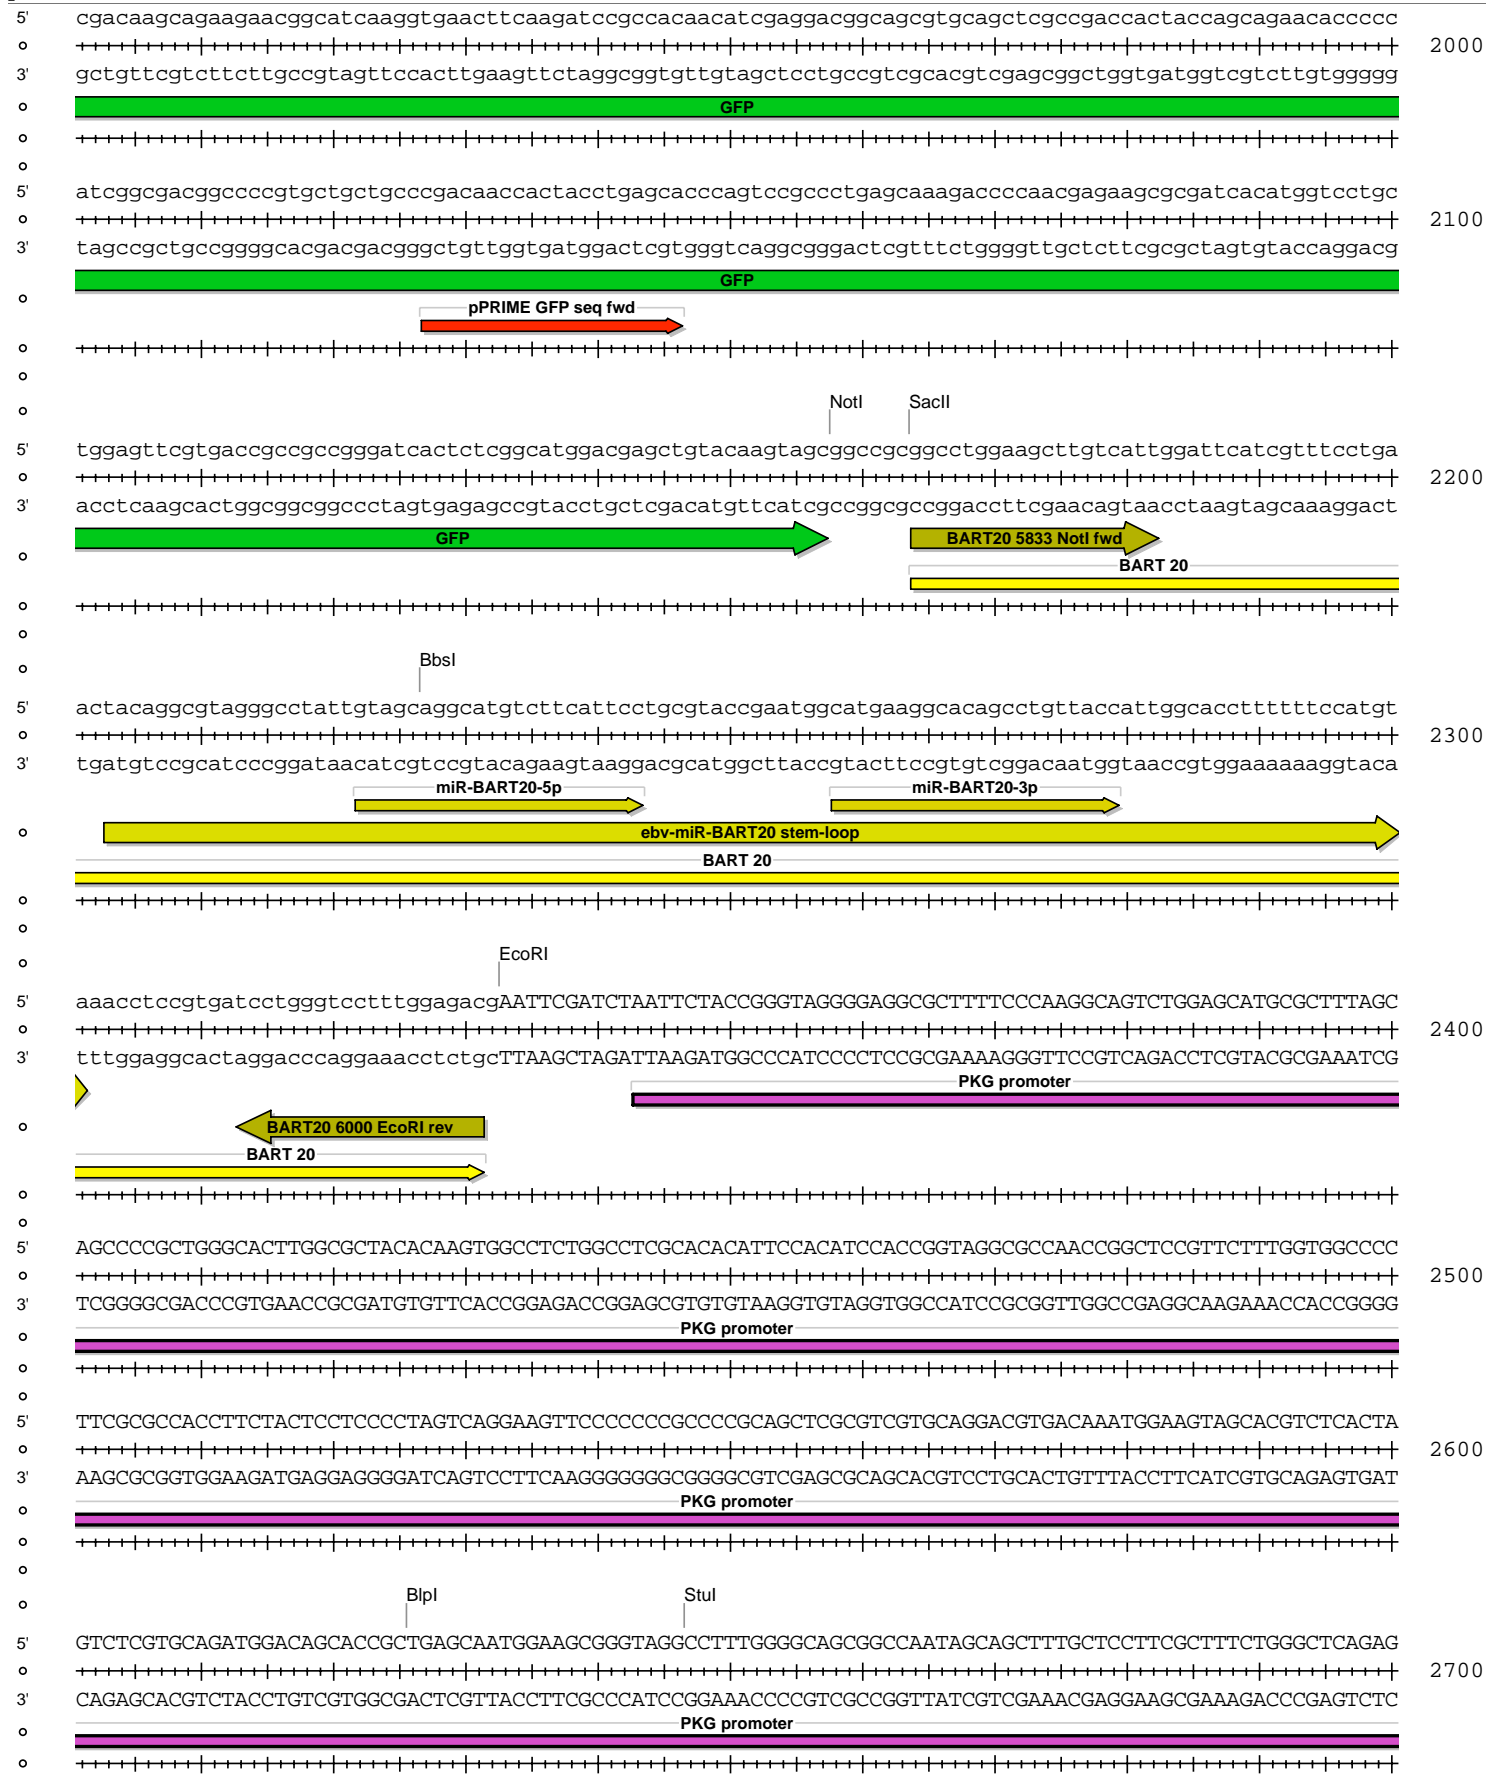 5' cgacaagcagaagaacggcatcaaggtgaacttcaagatccgccacaacatcgaggacggcagcgtgcagctcgccgaccactaccagcagaacaccccc
2000
3' gctgttcgtcttcttgccgtagttccacttgaagttctaggcggtgttgtagctcctgccgtcgcacgtcgagcggctggtgatggtcgtcttgtggggg
GFP
5' atcggcgacggccccgtgctgctgcccgacaaccactacctgagcacccagtccgccctgagcaaagaccccaacgagaagcgcgatcacatggtcctgc
2100
3' tagccgctgccggggcacgacgacgggctgttggtgatggactcgtgggtcaggcgggactcgtttctggggttgctcttcgcgctagtgtaccaggacg
GFP
pPRIME GFP seq fwd
NotI SacII
5' tggagttcgtgaccgccgccgggatcactctcggcatggacgagctgtacaagtagcggccgcggcctggaagcttgtcattggattcatcgtttcctga
2200
3' acctcaagcactggcggcggccctagtgagagccgtacctgctcgacatgttcatcgccggcgccggaccttcgaacagtaacctaagtagcaaaggact
GFP BART20 5833 NotI fwd
BART 20
BbsI
5' actacaggcgtagggcctattgtagcaggcatgtcttcattcctgcgtaccgaatggcatgaaggcacagcctgttaccattggcaccttttttccatgt
2300
3' tgatgtccgcatcccggataacatcgtccgtacagaagtaaggacgcatggcttaccgtacttccgtgtcggacaatggtaaccgtggaaaaaaggtaca
miR-BART20-5p miR-BART20-3p
ebv-miR-BART20 stem-loop
BART 20
EcoRI
5' aaacctccgtgatcctgggtcctttggagacgAATTCGATCTAATTCTACCGGGTAGGGGAGGCGCTTTTCCCAAGGCAGTCTGGAGCATGCGCTTTAGC
2400
3' tttggaggcactaggacccaggaaacctctgcTTAAGCTAGATTAAGATGGCCCATCCCCTCCGCGAAAAGGGTTCCGTCAGACCTCGTACGCGAAATCG
PKG promoter
BART20 6000 EcoRI rev
BART 20
5' AGCCCCGCTGGGCACTTGGCGCTACACAAGTGGCCTCTGGCCTCGCACACATTCCACATCCACCGGTAGGCGCCAACCGGCTCCGTTCTTTGGTGGCCCC
2500
3' TCGGGGCGACCCGTGAACCGCGATGTGTTCACCGGAGACCGGAGCGTGTGTAAGGTGTAGGTGGCCATCCGCGGTTGGCCGAGGCAAGAAACCACCGGGG
PKG promoter
5' TTCGCGCCACCTTCTACTCCTCCCCTAGTCAGGAAGTTCCCCCCCGCCCCGCAGCTCGCGTCGTGCAGGACGTGACAAATGGAAGTAGCACGTCTCACTA
2600
3' AAGCGCGGTGGAAGATGAGGAGGGGATCAGTCCTTCAAGGGGGGGCGGGGCGTCGAGCGCAGCACGTCCTGCACTGTTTACCTTCATCGTGCAGAGTGAT
PKG promoter
BlpI StuI
5' GTCTCGTGCAGATGGACAGCACCGCTGAGCAATGGAAGCGGGTAGGCCTTTGGGGCAGCGGCCAATAGCAGCTTTGCTCCTTCGCTTTCTGGGCTCAGAG
2700
3' CAGAGCACGTCTACCTGTCGTGGCGACTCGTTACCTTCGCCCATCCGGAAACCCCGTCGCCGGTTATCGTCGAAACGAGGAAGCGAAAGACCCGAGTCTC
PKG promoter